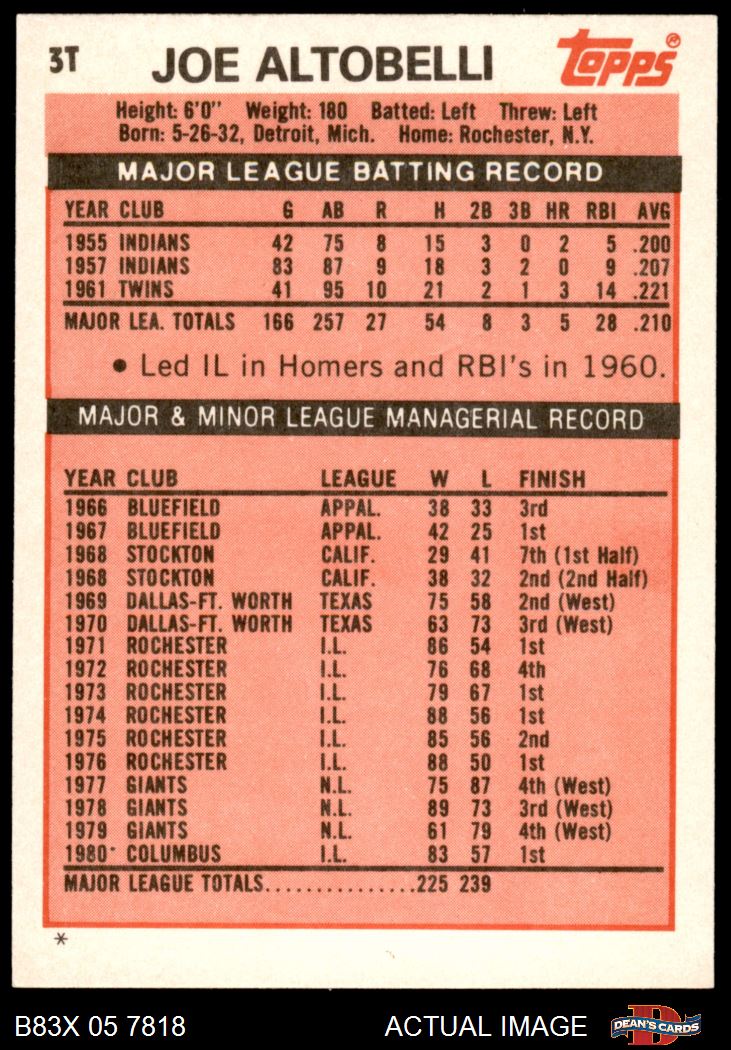 3T JOE ALTOBELLI Topps®
Height: 6'0" Weight: 180 Batted: Left Threw: Left
Born: 5-26-32, Detroit, Mich. Home: Rochester, N.Y.
MAJOR LEAGUE BATTING RECORD
YEAR CLUB G AB R H 2B 3B HR RBI AVG
1955 INDIANS 42 75 8 15 3 0 2 5 .200
1957 INDIANS 83 87 9 18 3 2 0 9 .207
1961 TWINS 41 95 10 21 2 1 3 14 .221
MAJOR LEA. TOTALS 166 257 27 54 8 3 5 28 .210
• Led IL in Homers and RBI's in 1960.
MAJOR & MINOR LEAGUE MANAGERIAL RECORD
YEAR CLUB LEAGUE W L FINISH
1966 BLUEFIELD APPAL. 38 33 3rd
1967 BLUEFIELD APPAL. 42 25 1st
1968 STOCKTON CALIF. 29 41 7th (1st Half)
1968 STOCKTON CALIF. 38 32 2nd (2nd Half)
1969 DALLAS-FT. WORTH TEXAS 75 58 2nd (West)
1970 DALLAS-FT. WORTH TEXAS 63 73 3rd (West)
1971 ROCHESTER I.L. 86 54 1st
1972 ROCHESTER I.L. 76 68 4th
1973 ROCHESTER I.L. 79 67 1st
1974 ROCHESTER I.L. 88 56 1st
1975 ROCHESTER I.L. 85 56 2nd
1976 ROCHESTER I.L. 88 50 1st
1977 GIANTS N.L. 75 87 4th (West)
1978 GIANTS N.L. 89 73 3rd (West)
1979 GIANTS N.L. 61 79 4th (West)
1980* COLUMBUS I.L. 83 57 1st
MAJOR LEAGUE TOTALS...............225 239
*
B83X 05 7818 ACTUAL IMAGE D DEAN'S CARDS